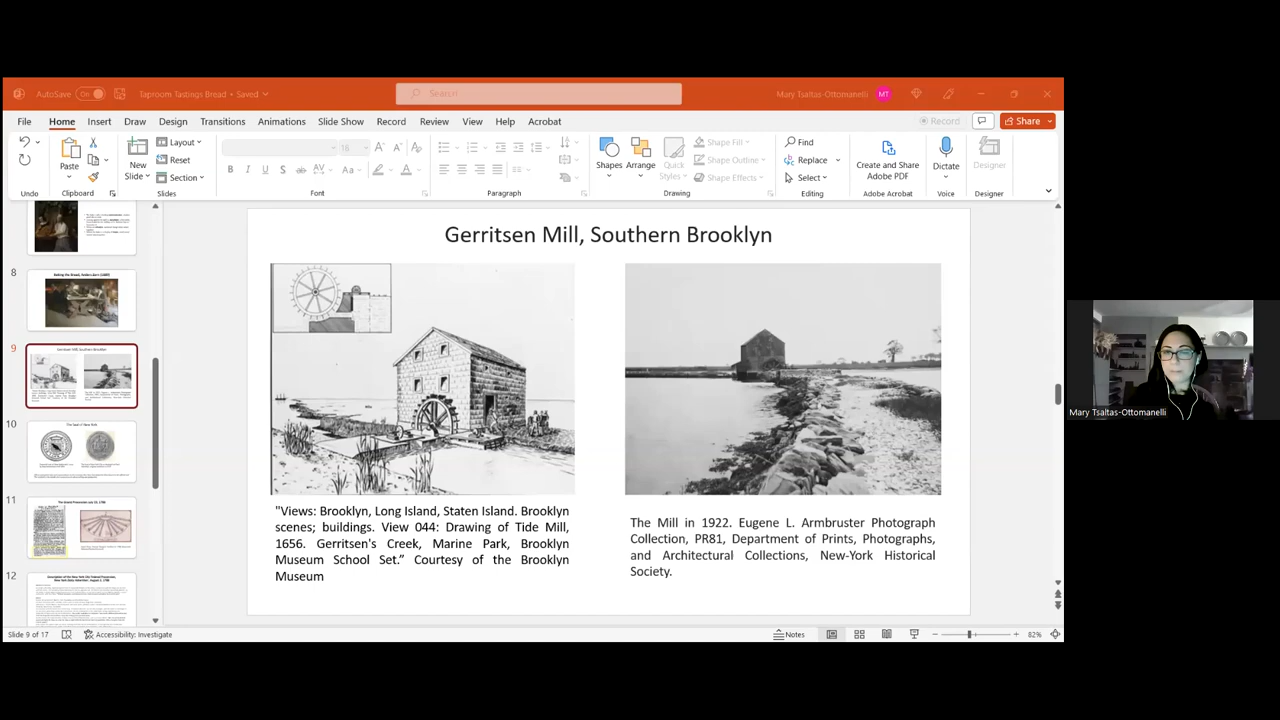 AutoSave On Taproom Tastings Bread • Saved Search Mary Tsaltas-Ottomanelli MT
File Home Insert Draw Design Transitions Animations Slide Show Record Review View Help Acrobat Record Share
Paste
New
Slide
Layout
Reset
Section
16
B I U S
Aa
A
Shapes
Arrange
Quick
Styles
Shape Fill
Shape Outline
Shape Effects
Find
Replace
Select
Create and Share
Adobe PDF
Dictate
Designer
Undo Clipboard Slides Font Paragraph Drawing Editing Adobe Acrobat Voice Designer
8
9
10
11
12
Gerritsen Mill, Southern Brooklyn
"Views: Brooklyn, Long Island, Staten Island. Brooklyn
scenes; buildings. View 044: Drawing of Tide Mill,
1656. Gerritsen's Creek, Marine Park, Brooklyn
Museum School Set.” Courtesy of the Brooklyn
Museum
The Mill in 1922. Eugene L. Armbruster Photograph
Collection, PR81, Department of Prints, Photographs,
and Architectural Collections, New-York Historical
Society.
Mary Tsaltas-Ottomanelli
Slide 9 of 17 Accessibility: Investigate Notes 82%